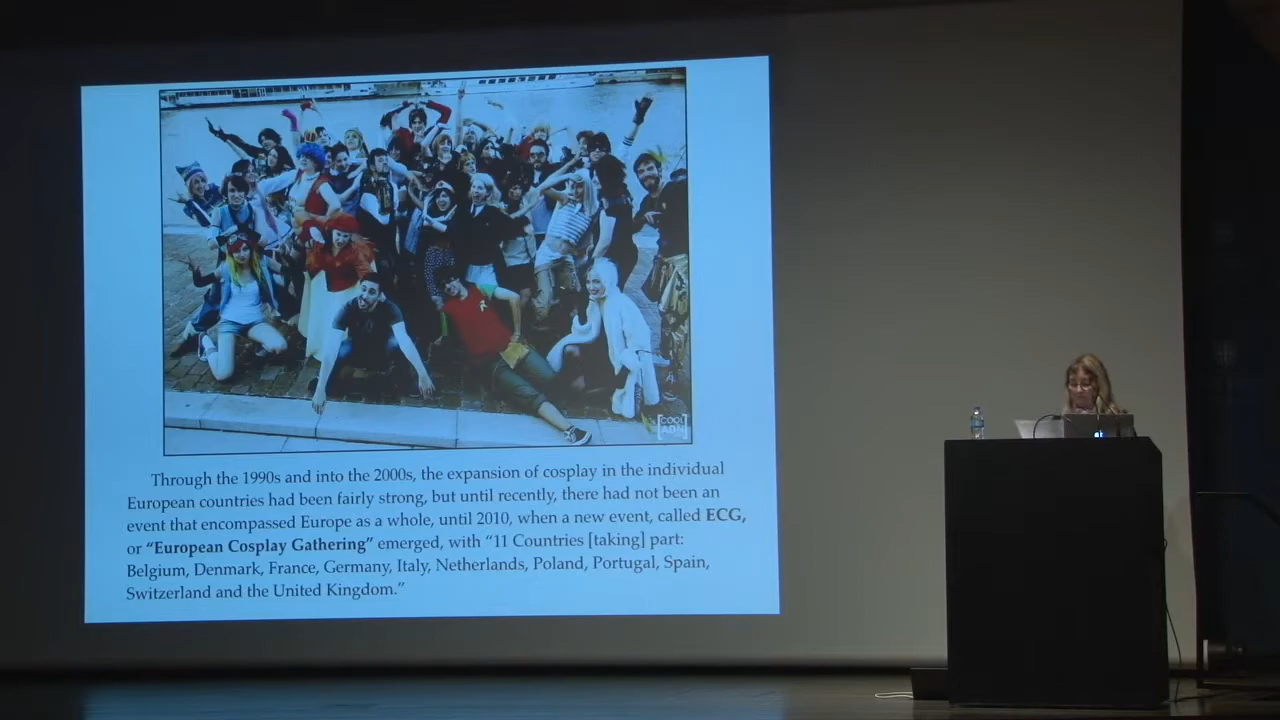 [COOL
ADN]
Through the 1990s and into the 2000s, the expansion of cosplay in the individual
European countries had been fairly strong, but until recently, there had not been an
event that encompassed Europe as a whole, until 2010, when a new event, called ECG,
or “European Cosplay Gathering” emerged, with “11 Countries [taking] part:
Belgium, Denmark, France, Germany, Italy, Netherlands, Poland, Portugal, Spain,
Switzerland and the United Kingdom.”